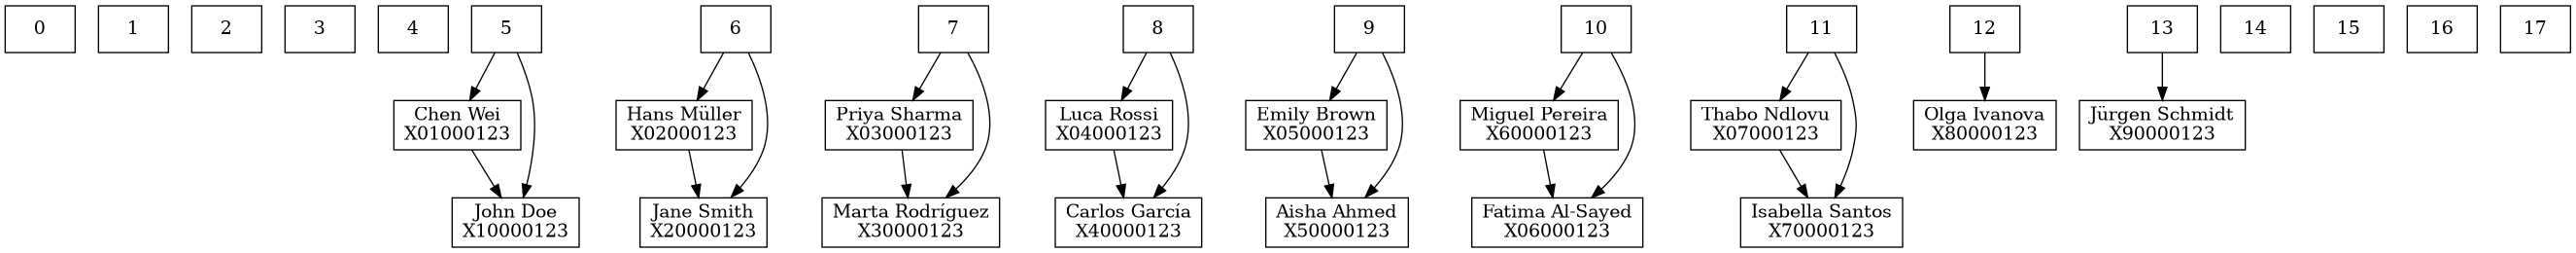 0
1
2
3
4
5
6
7
8
9
10
11
12
13
14
15
16
17
Chen Wei
X01000123
Hans Müller
X02000123
Priya Sharma
X03000123
Luca Rossi
X04000123
Emily Brown
X05000123
Miguel Pereira
X60000123
Thabo Ndlovu
X07000123
Olga Ivanova
X80000123
Jürgen Schmidt
X90000123
John Doe
X10000123
Jane Smith
X20000123
Marta Rodríguez
X30000123
Carlos García
X40000123
Aisha Ahmed
X50000123
Fatima Al-Sayed
X06000123
Isabella Santos
X70000123